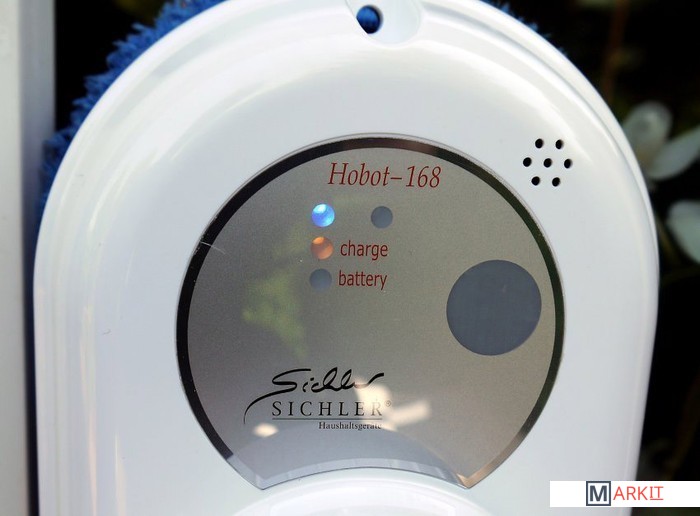 Hobot-168
charge
battery
Sichler
SICHLER®
Haushaltsgeräte
MARKIT